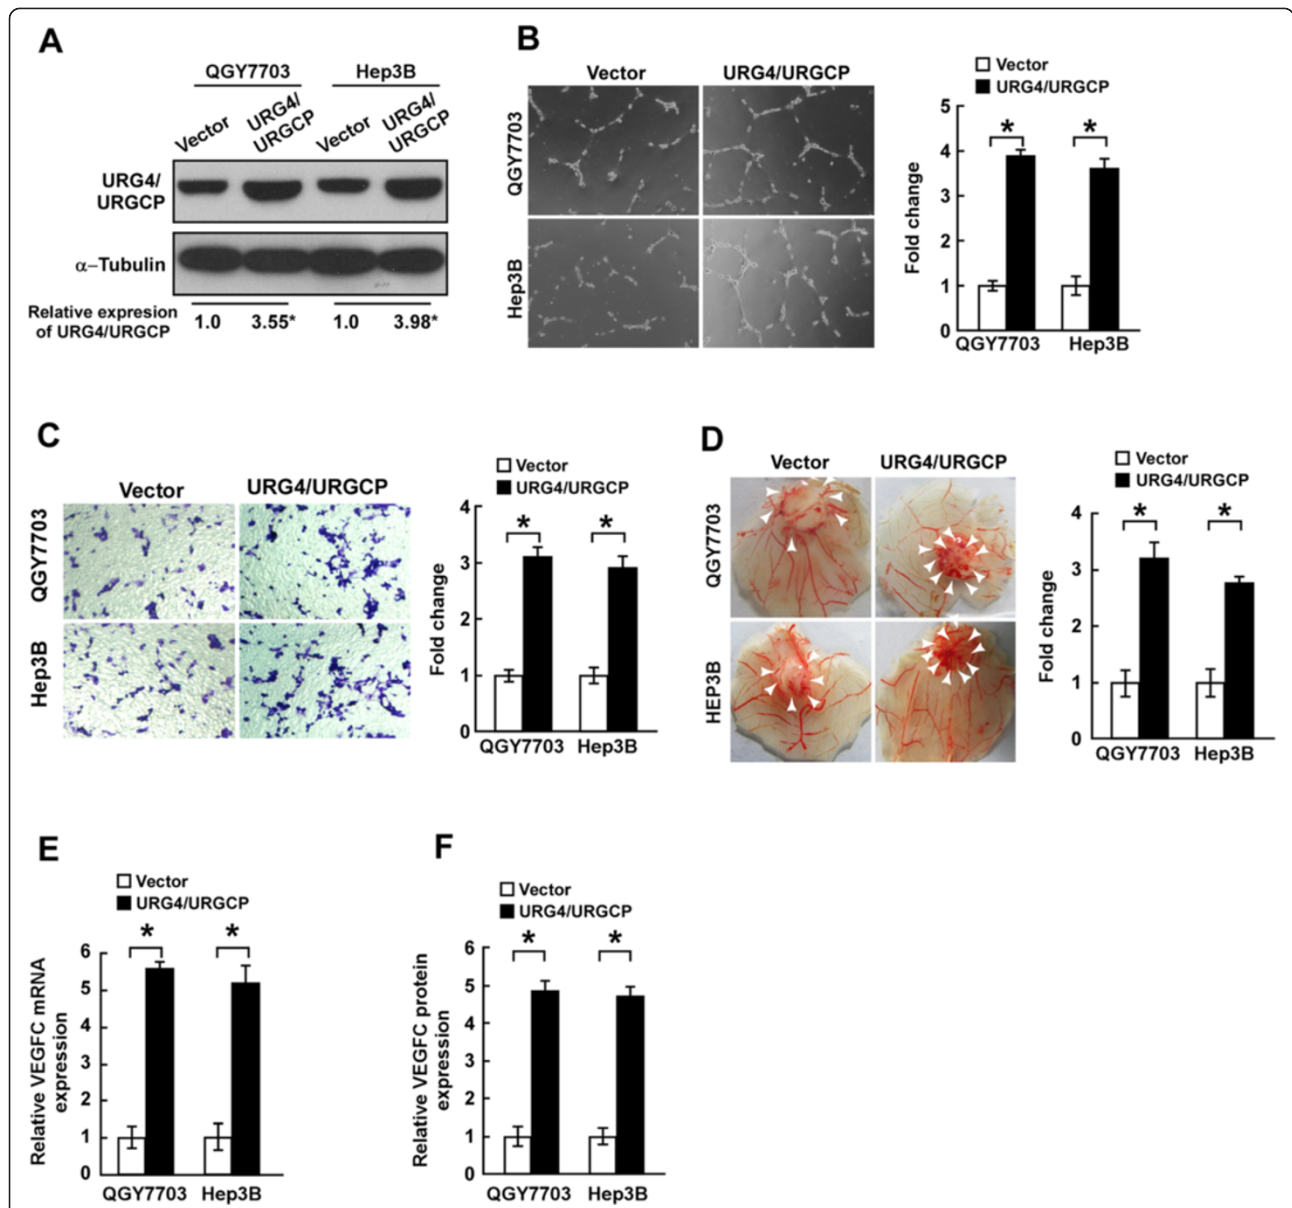 A
QGY7703 Hep3B
Vector URG4/ URGCP Vector URG4/ URGCP
URG4/
URGCP
α–Tubulin
Relative expresion
of URG4/URGCP
1.0 3.55* 1.0 3.98*
B
Vector URG4/URGCP
QGY7703
Hep3B
Vector
URG4/URGCP
Fold change
5
4
3
2
1
0
* *
QGY7703 Hep3B
C
Vector URG4/URGCP
QGY7703
Hep3B
Vector
URG4/URGCP
Fold change
4
3
2
1
0
* *
QGY7703 Hep3B
D
Vector URG4/URGCP
QGY7703
HEP3B
Vector
URG4/URGCP
Fold change
4
3
2
1
0
* *
QGY7703 Hep3B
E
Vector
URG4/URGCP
Relative VEGFC mRNA
expression
6
5
4
3
2
1
0
* *
QGY7703 Hep3B
F
Vector
URG4/URGCP
Relative VEGFC protein
expression
6
5
4
3
2
1
0
* *
QGY7703 Hep3B